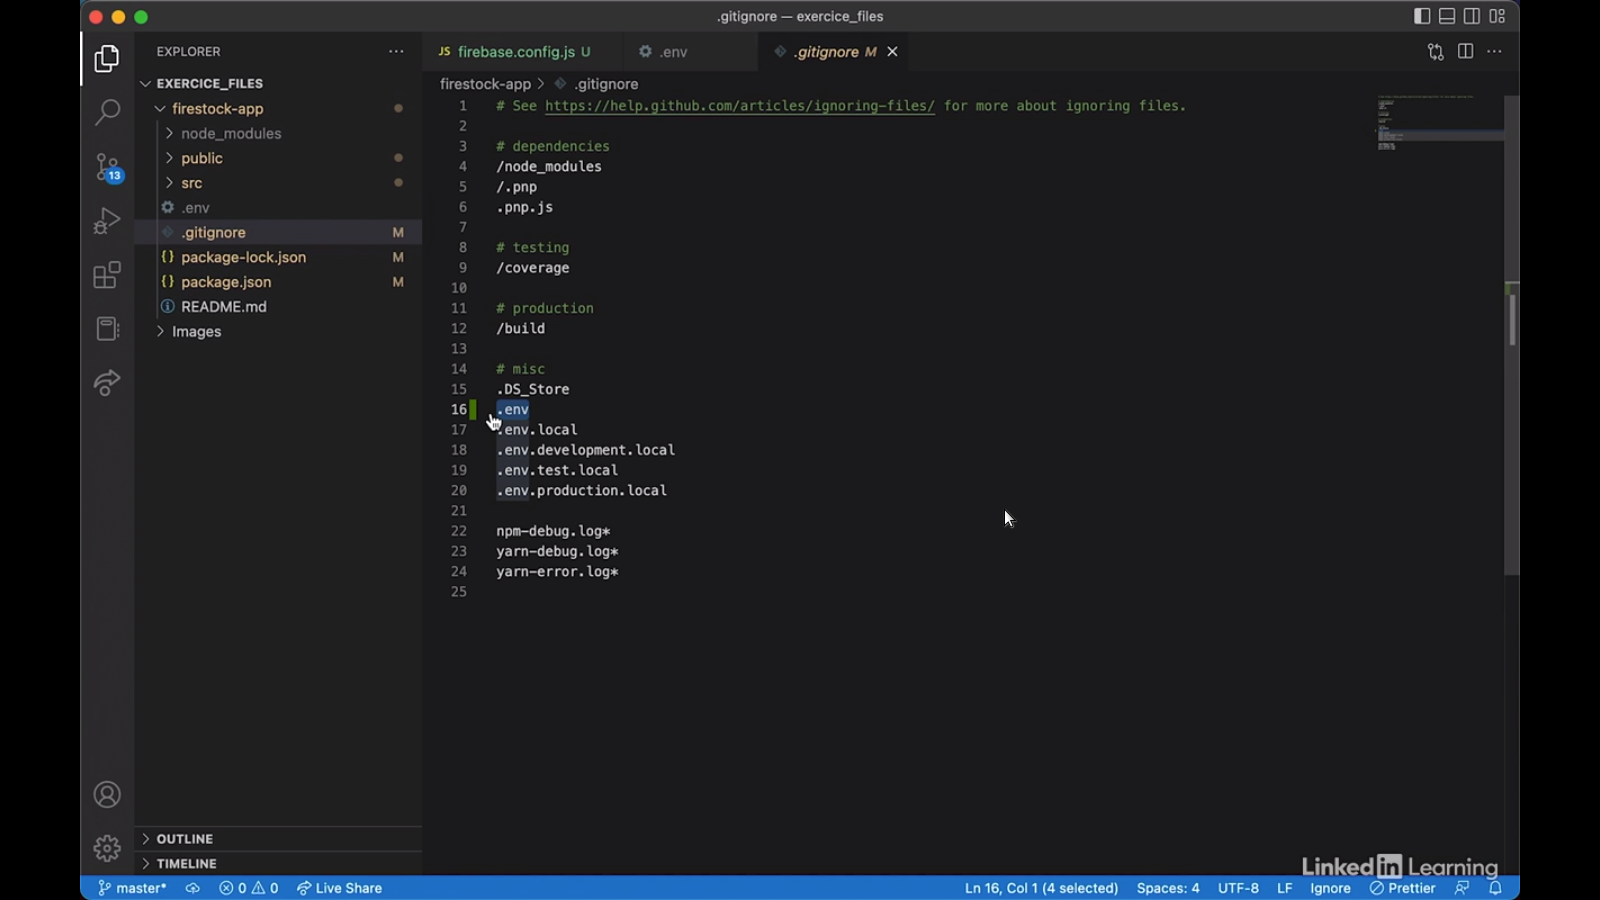 .gitignore — exercice_files
EXPLORER
EXERCICE_FILES
firestock-app
node_modules
public
src
.env
.gitignore M
package-lock.json M
package.json M
README.md
Images
OUTLINE
TIMELINE
13
JS firebase.config.js U
.env
.gitignore M
firestock-app > .gitignore
1 # See https://help.github.com/articles/ignoring-files/ for more about ignoring files.
2
3 # dependencies
4 /node_modules
5 /.pnp
6 .pnp.js
7
8 # testing
9 /coverage
10
11 # production
12 /build
13
14 # misc
15 .DS_Store
16 .env
17 .env.local
18 .env.development.local
19 .env.test.local
20 .env.production.local
21
22 npm-debug.log*
23 yarn-debug.log*
24 yarn-error.log*
25
LinkedIn Learning
master* 0 0 Live Share Ln 16, Col 1 (4 selected) Spaces: 4 UTF-8 LF Ignore Prettier